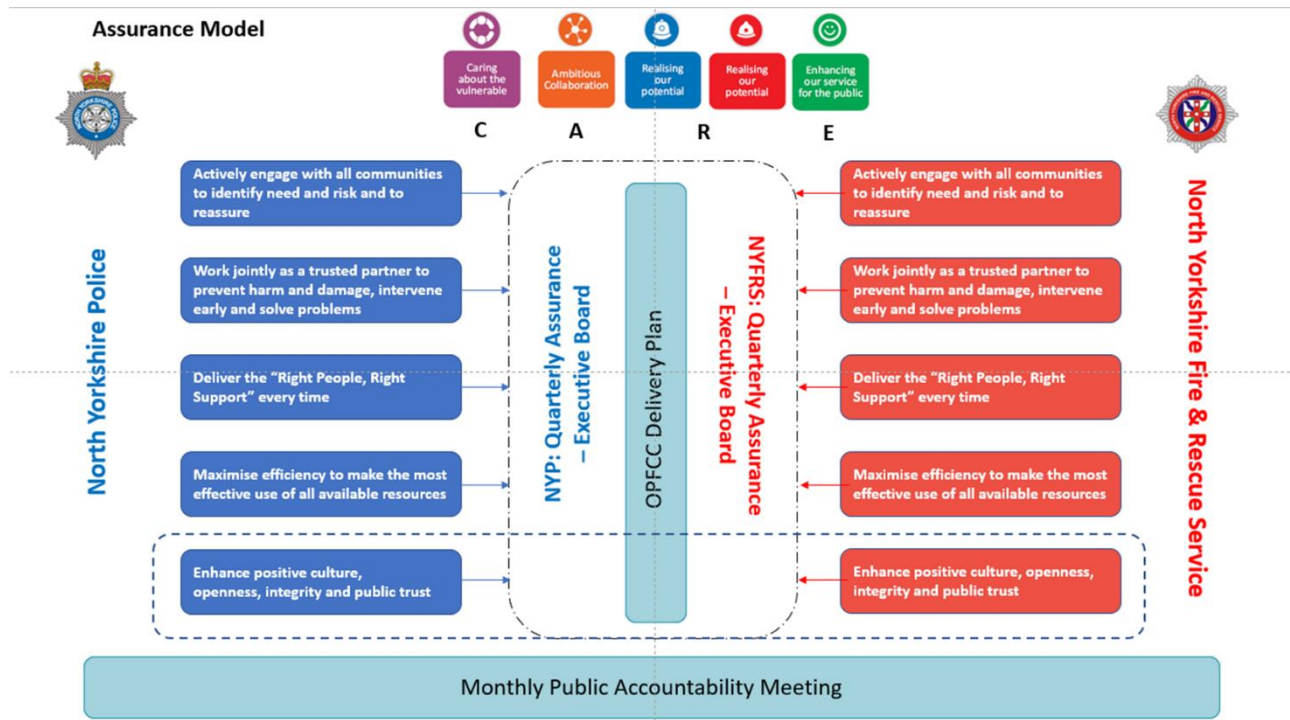 Assurance Model
Caring
about the
vulnerable
Ambitious
Collaboration
Realising
our
potential
Realising
our
potential
Enhancing
our service
for the public
C
A
R
E
NORTH YORKSHIRE POLICE
North Yorkshire Police
Actively engage with all communities
to identify need and risk and to
reassure
Work jointly as a trusted partner to
prevent harm and damage, intervene
early and solve problems
Deliver the “Right People, Right
Support” every time
Maximise efficiency to make the most
effective use of all available resources
Enhance positive culture,
openness, integrity and public trust
NYP: Quarterly Assurance
– Executive Board
OPFCC Delivery Plan
NYFRS: Quarterly Assurance
– Executive Board
Actively engage with all communities
to identify need and risk and to
reassure
Work jointly as a trusted partner to
prevent harm and damage, intervene
early and solve problems
Deliver the “Right People, Right
Support” every time
Maximise efficiency to make the most
effective use of all available resources
Enhance positive culture, openness,
integrity and public trust
North Yorkshire Fire & Rescue Service
Monthly Public Accountability Meeting